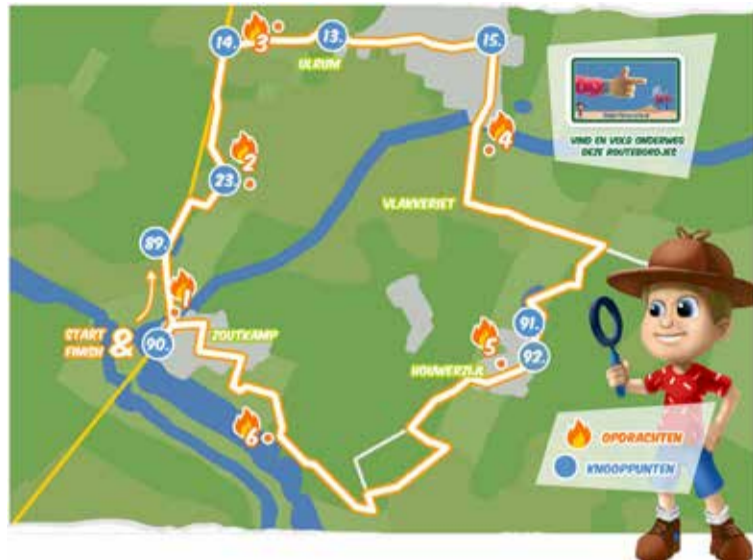 14.
3
13.
15.
ULRUM
4
VIND EN VOLG ONDERWEG
DEZE ROUTEBORDJES
2
23.
VLAKKERIET
89.
1
START
FINISH
&
90.
ZOUTKAMP
91.
92.
5
HOUWERZIJL
6
OPDRACHTEN
KNOOPPUNTEN